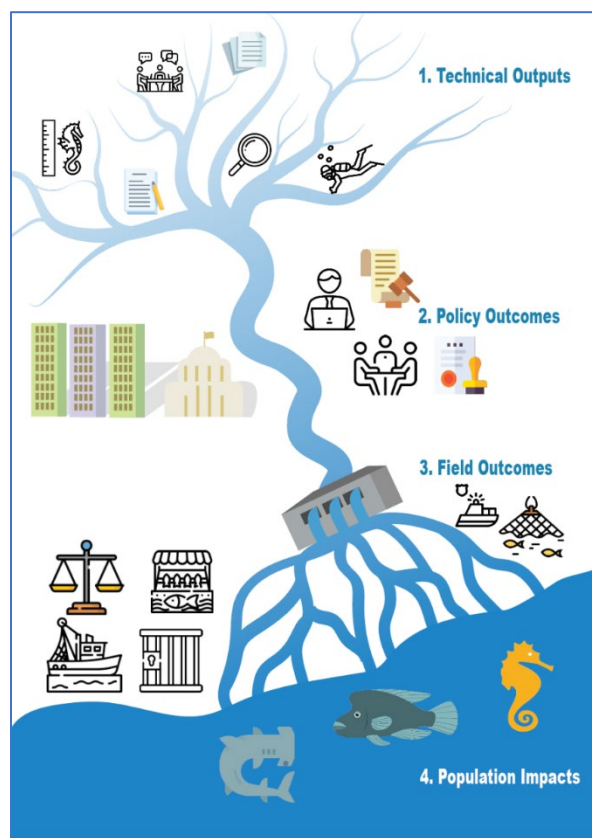 1. Technical Outputs
2. Policy Outcomes
3. Field Outcomes
4. Population Impacts